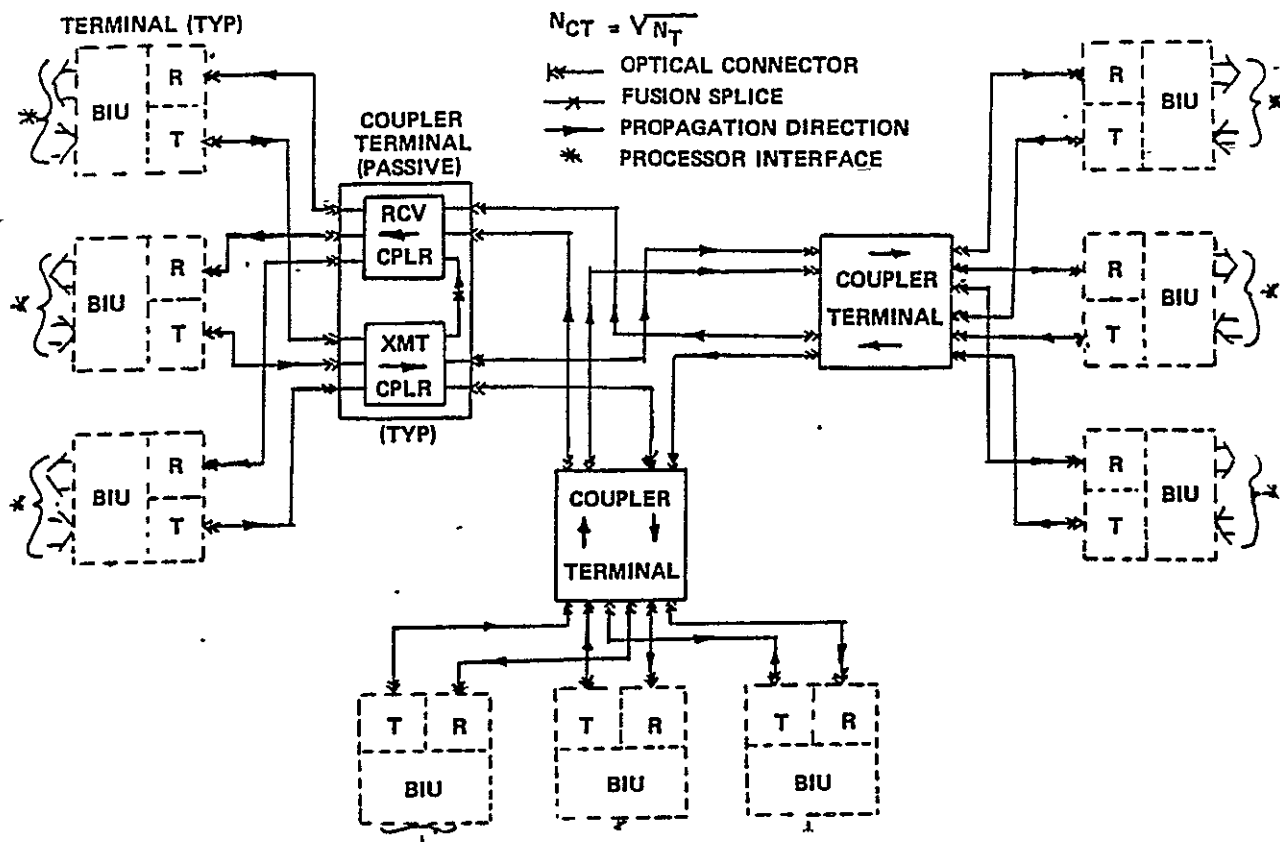 TERMINAL (TYP)
N_CT = √N_T
OPTICAL CONNECTOR
FUSION SPLICE
PROPAGATION DIRECTION
* PROCESSOR INTERFACE
COUPLER
TERMINAL
(PASSIVE)
*
BIU
R
T
RCV
CPLR
XMT
CPLR
(TYP)
*
BIU
R
T
*
BIU
R
T
COUPLER
TERMINAL
R
T
BIU
*
R
T
BIU
*
R
T
BIU
*
COUPLER
TERMINAL
T
R
BIU
T
R
BIU
T
R
BIU